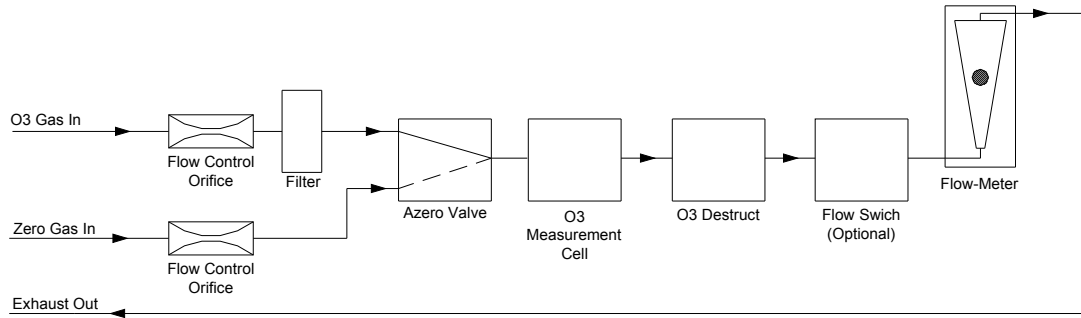 O3 Gas In
Flow Control
Orifice
Filter
Zero Gas In
Flow Control
Orifice
Azero Valve
O3
Measurement
Cell
O3 Destruct
Flow Swich
(Optional)
Flow-Meter
Exhaust Out